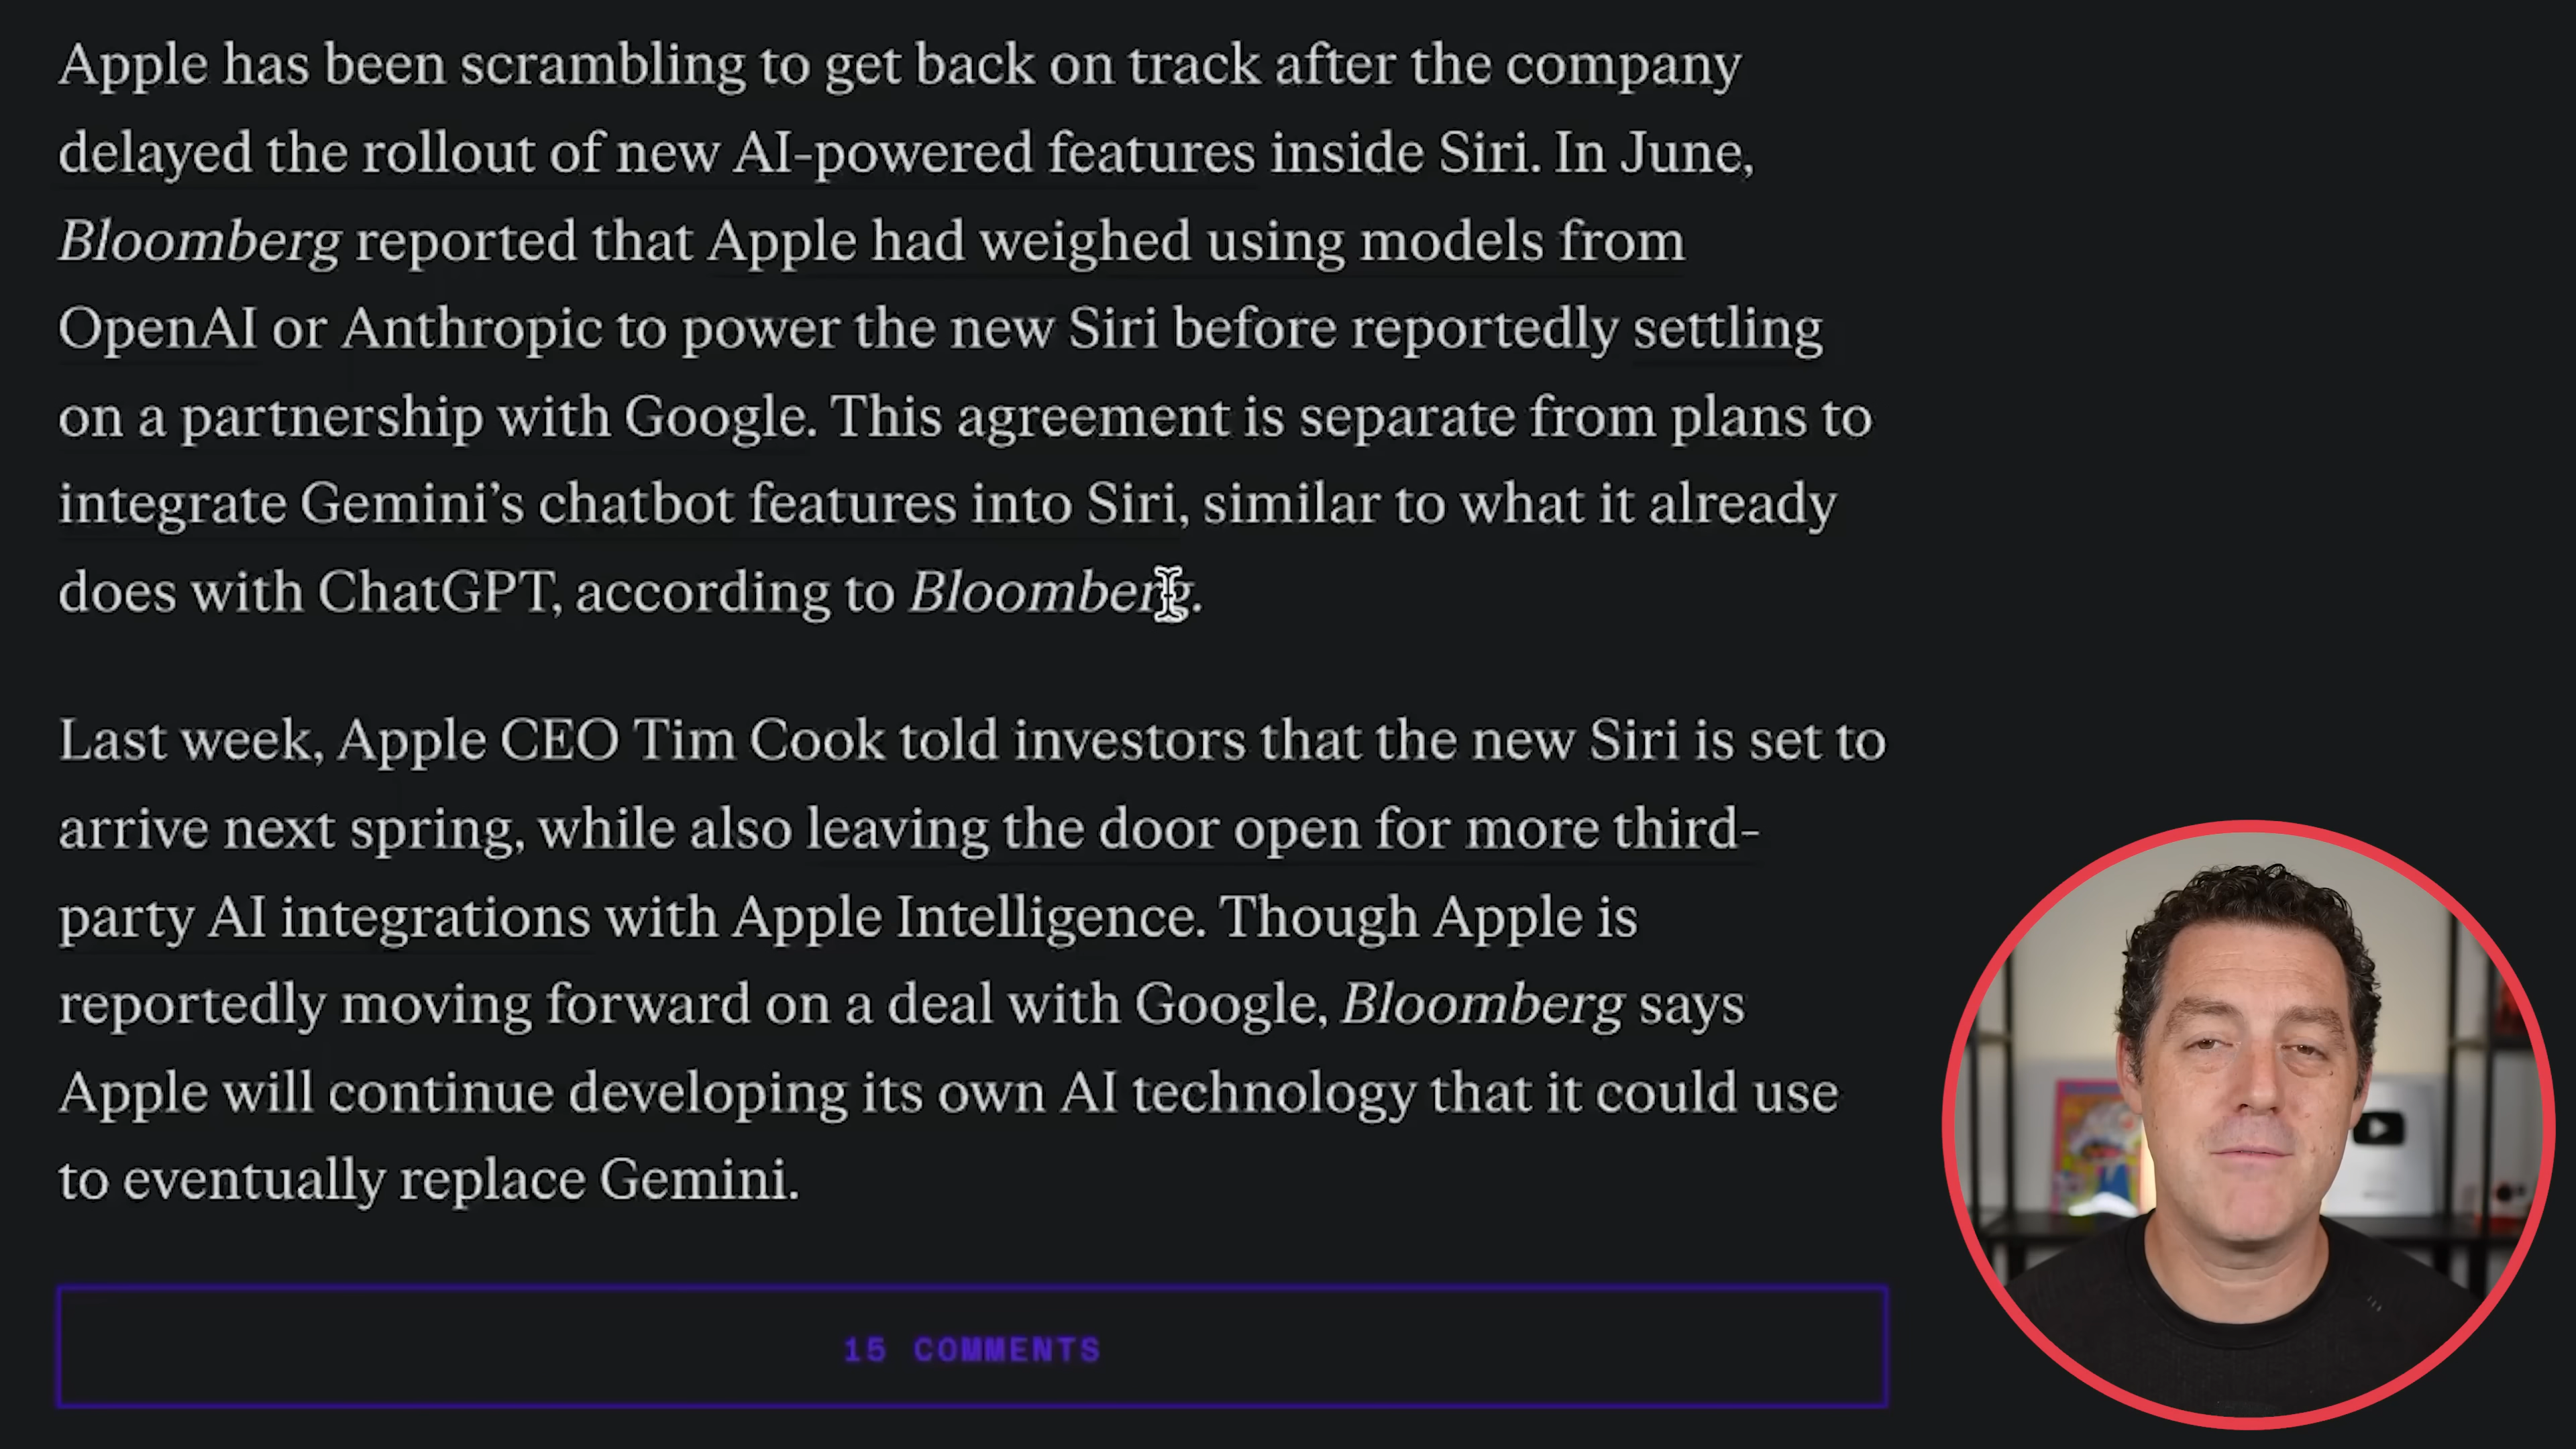 Apple has been scrambling to get back on track after the company
delayed the rollout of new AI-powered features inside Siri. In June,
Bloomberg reported that Apple had weighed using models from
OpenAI or Anthropic to power the new Siri before reportedly settling
on a partnership with Google. This agreement is separate from plans to
integrate Gemini’s chatbot features into Siri, similar to what it already
does with ChatGPT, according to Bloomberg.
Last week, Apple CEO Tim Cook told investors that the new Siri is set to
arrive next spring, while also leaving the door open for more third-
party AI integrations with Apple Intelligence. Though Apple is
reportedly moving forward on a deal with Google, Bloomberg says
Apple will continue developing its own AI technology that it could use
to eventually replace Gemini.
15 COMMENTS